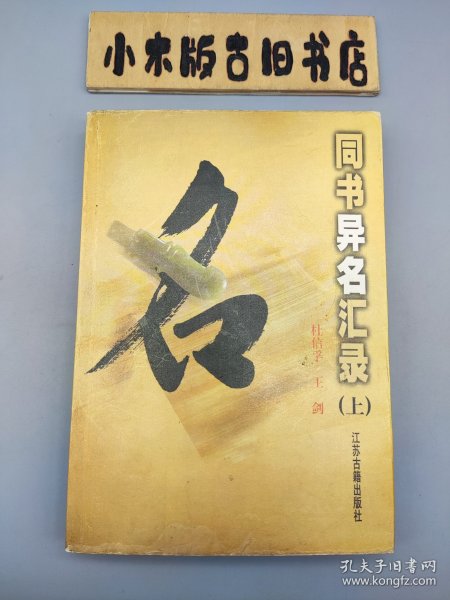 小木版古旧书店
同书异名汇录
(上)
名
杜信孚 王剑
江苏古籍出版社
孔夫子旧书网
www.kongfz.com